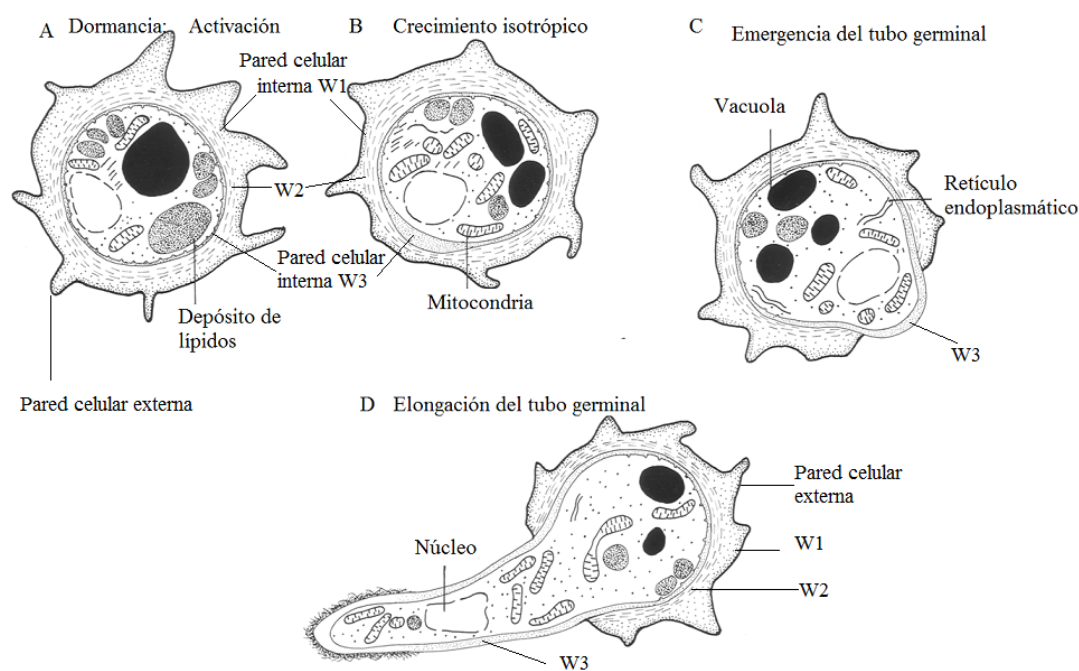 A Dormancia; Activación
B Crecimiento isotrópico
C Emergencia del tubo germinal
Pared celular
interna W1
W2
Pared celular
interna W3
Depósito de
lípidos
Mitocondria
Pared celular externa
Vacuola
Retículo
endoplasmático
W3
D Elongación del tubo germinal
Núcleo
Pared celular
externa
W1
W2
W3